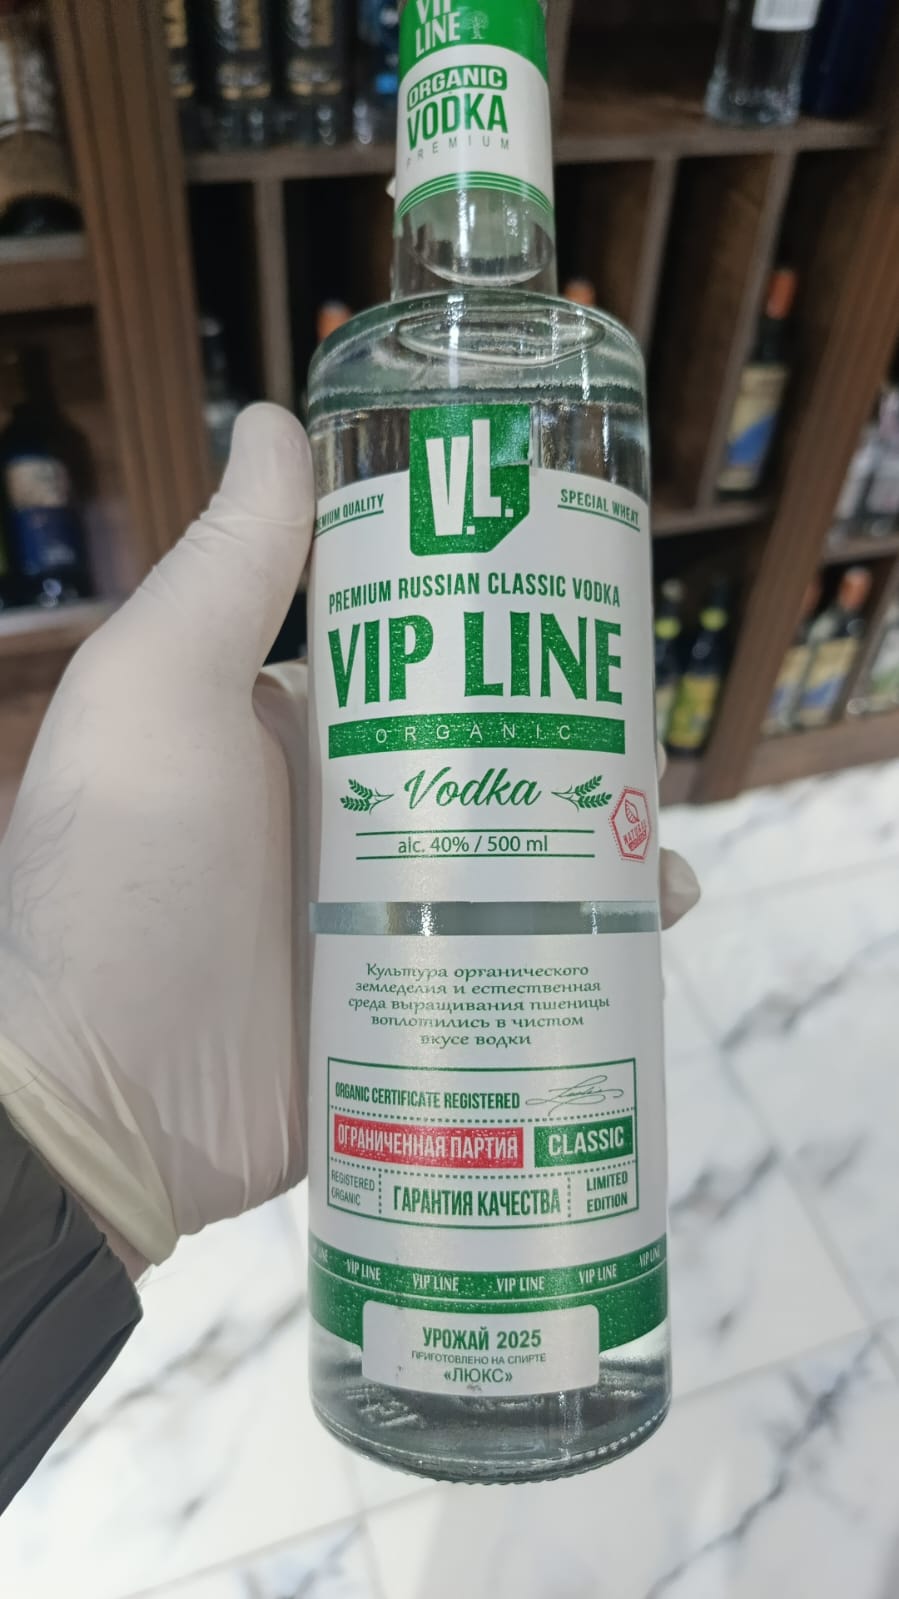 VIP
LINE
ORGANIC
VODKA
PREMIUM
V.L.
QUALITY
SPECIAL WHEAT
PREMIUM RUSSIAN CLASSIC VODKA
VIP LINE
ORGANIC
Vodka
alc. 40% / 500 ml
NATURAL
Культура органического
земледелия и естественная
среда выращивания пшеницы
воплотились в чистом
вкусе водки
ORGANIC CERTIFICATE REGISTERED
ОГРАНИЧЕННАЯ ПАРТИЯ
CLASSIC
REGISTERED
ORGANIC
ГАРАНТИЯ КАЧЕСТВА
LIMITED
EDITION
VIP LINE VIP LINE VIP LINE VIP LINE
УРОЖАЙ 2025
ПРИГОТОВЛЕНО НА СПИРТЕ
«ЛЮКС»